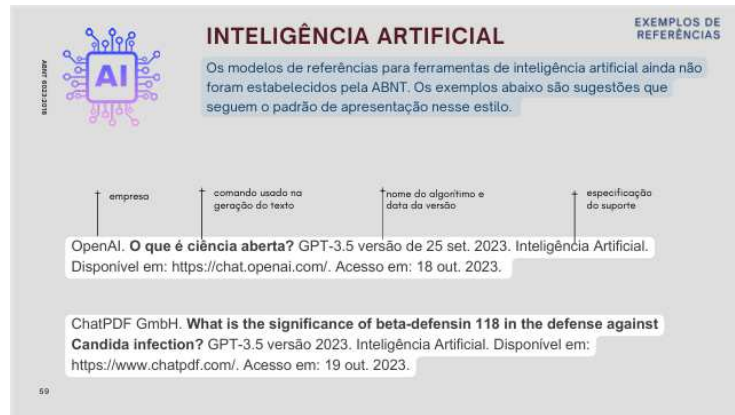 EXEMPLOS DE
REFERÊNCIAS
INTELIGÊNCIA ARTIFICIAL
ABNT 6023:2018
AI
Os modelos de referências para ferramentas de inteligência artificial ainda não
foram estabelecidos pela ABNT. Os exemplos abaixo são sugestões que
seguem o padrão de apresentação nesse estilo.
empresa
comando usado na
geração do texto
nome do algorítimo e
data da versão
especificação
do suporte
OpenAI. O que é ciência aberta? GPT-3.5 versão de 25 set. 2023. Inteligência Artificial.
Disponível em: https://chat.openai.com/. Acesso em: 18 out. 2023.
ChatPDF GmbH. What is the significance of beta-defensin 118 in the defense against
Candida infection? GPT-3.5 versão 2023. Inteligência Artificial. Disponível em:
https://www.chatpdf.com/. Acesso em: 19 out. 2023.
59